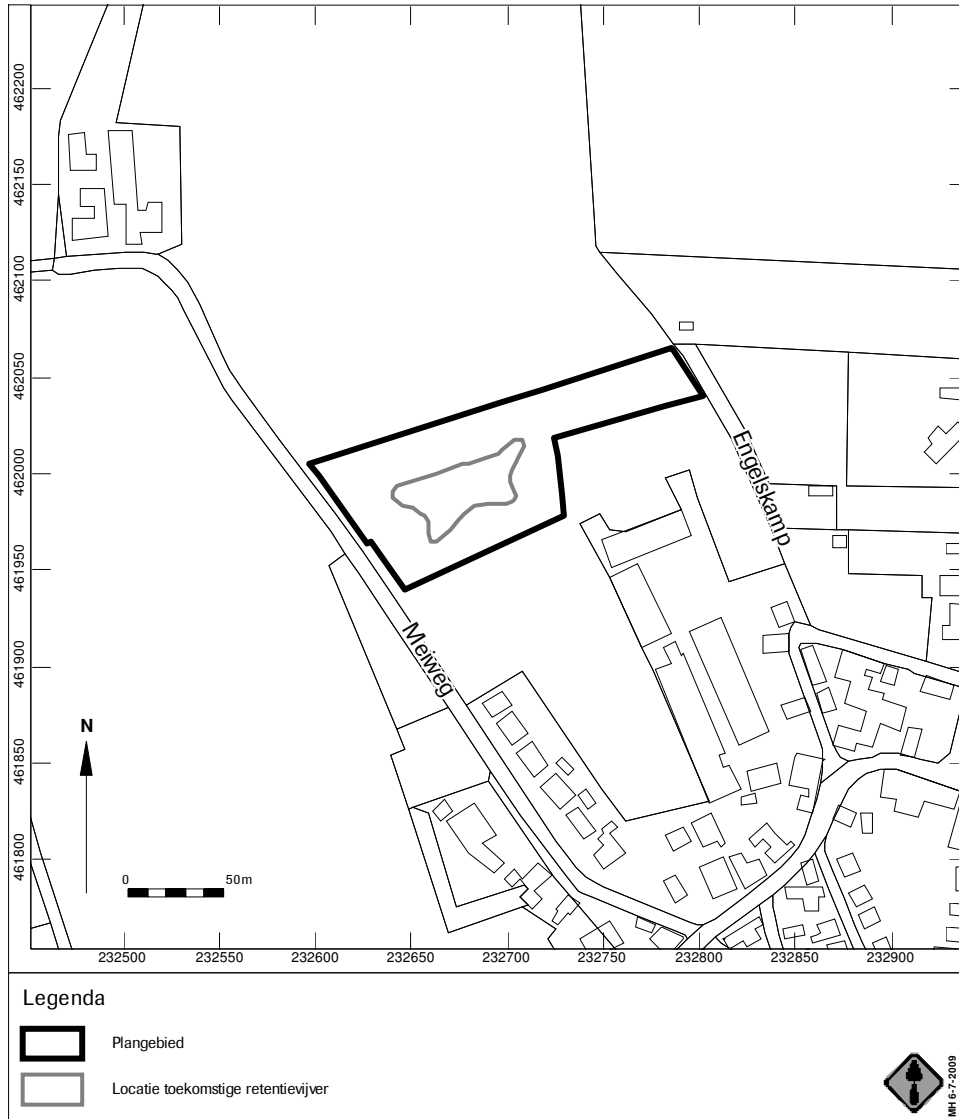 462200
462150
462100
462050
462000
461950
461900
461850
461800
Engelskamp
Meiweg
N
0 50m
232500 232550 232600 232650 232700 232750 232800 232850 232900
Legenda
Plangebied
Locatie toekomstige retentievijver
MH 6-7-2009